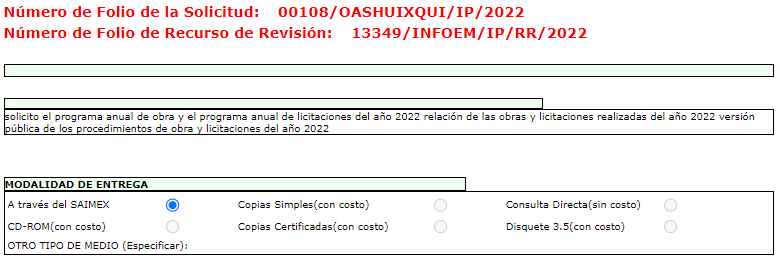 Número de Folio de la Solicitud: 00108/OASHUIXQUI/IP/2022
Número de Folio de Recurso de Revisión: 13349/INFOEM/IP/RR/2022
solicito el programa anual de obra y el programa anual de licitaciones del año 2022 relación de las obras y licitaciones realizadas del año 2022 versión
pública de los procedimientos de obra y licitaciones del año 2022
MODALIDAD DE ENTREGA
A través del SAIMEX Copias Simples(con costo) Consulta Directa(sin costo)
CD-ROM(con costo) Copias Certificadas(con costo) Disquete 3.5(con costo)
OTRO TIPO DE MEDIO (Especificar):